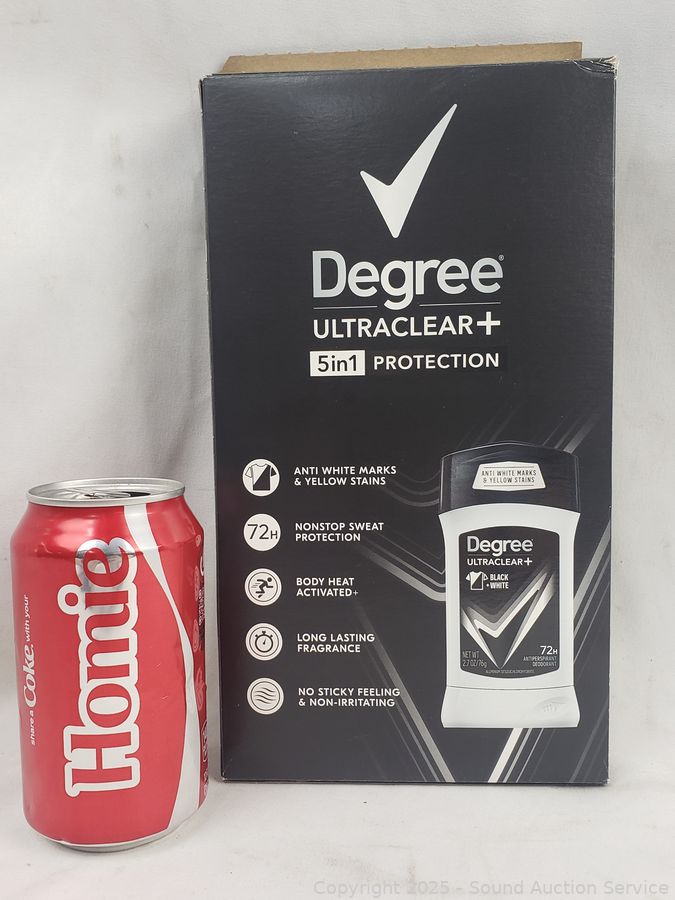 Degree®
ULTRACLEAR+
5in1 PROTECTION
ANTI WHITE MARKS
& YELLOW STAINS
72H
NONSTOP SWEAT
PROTECTION
BODY HEAT
ACTIVATED+
LONG LASTING
FRAGRANCE
NO STICKY FEELING
& NON-IRRITATING
ANTI WHITE MARKS
& YELLOW STAINS
Degree
ULTRACLEAR+
BLACK
+WHITE
72H
ANTIPERSPIRANT
DEODORANT
NET WT
2.7 OZ/76g
share a Coke with your
Homie
Copyright 2025 - Sound Auction Service